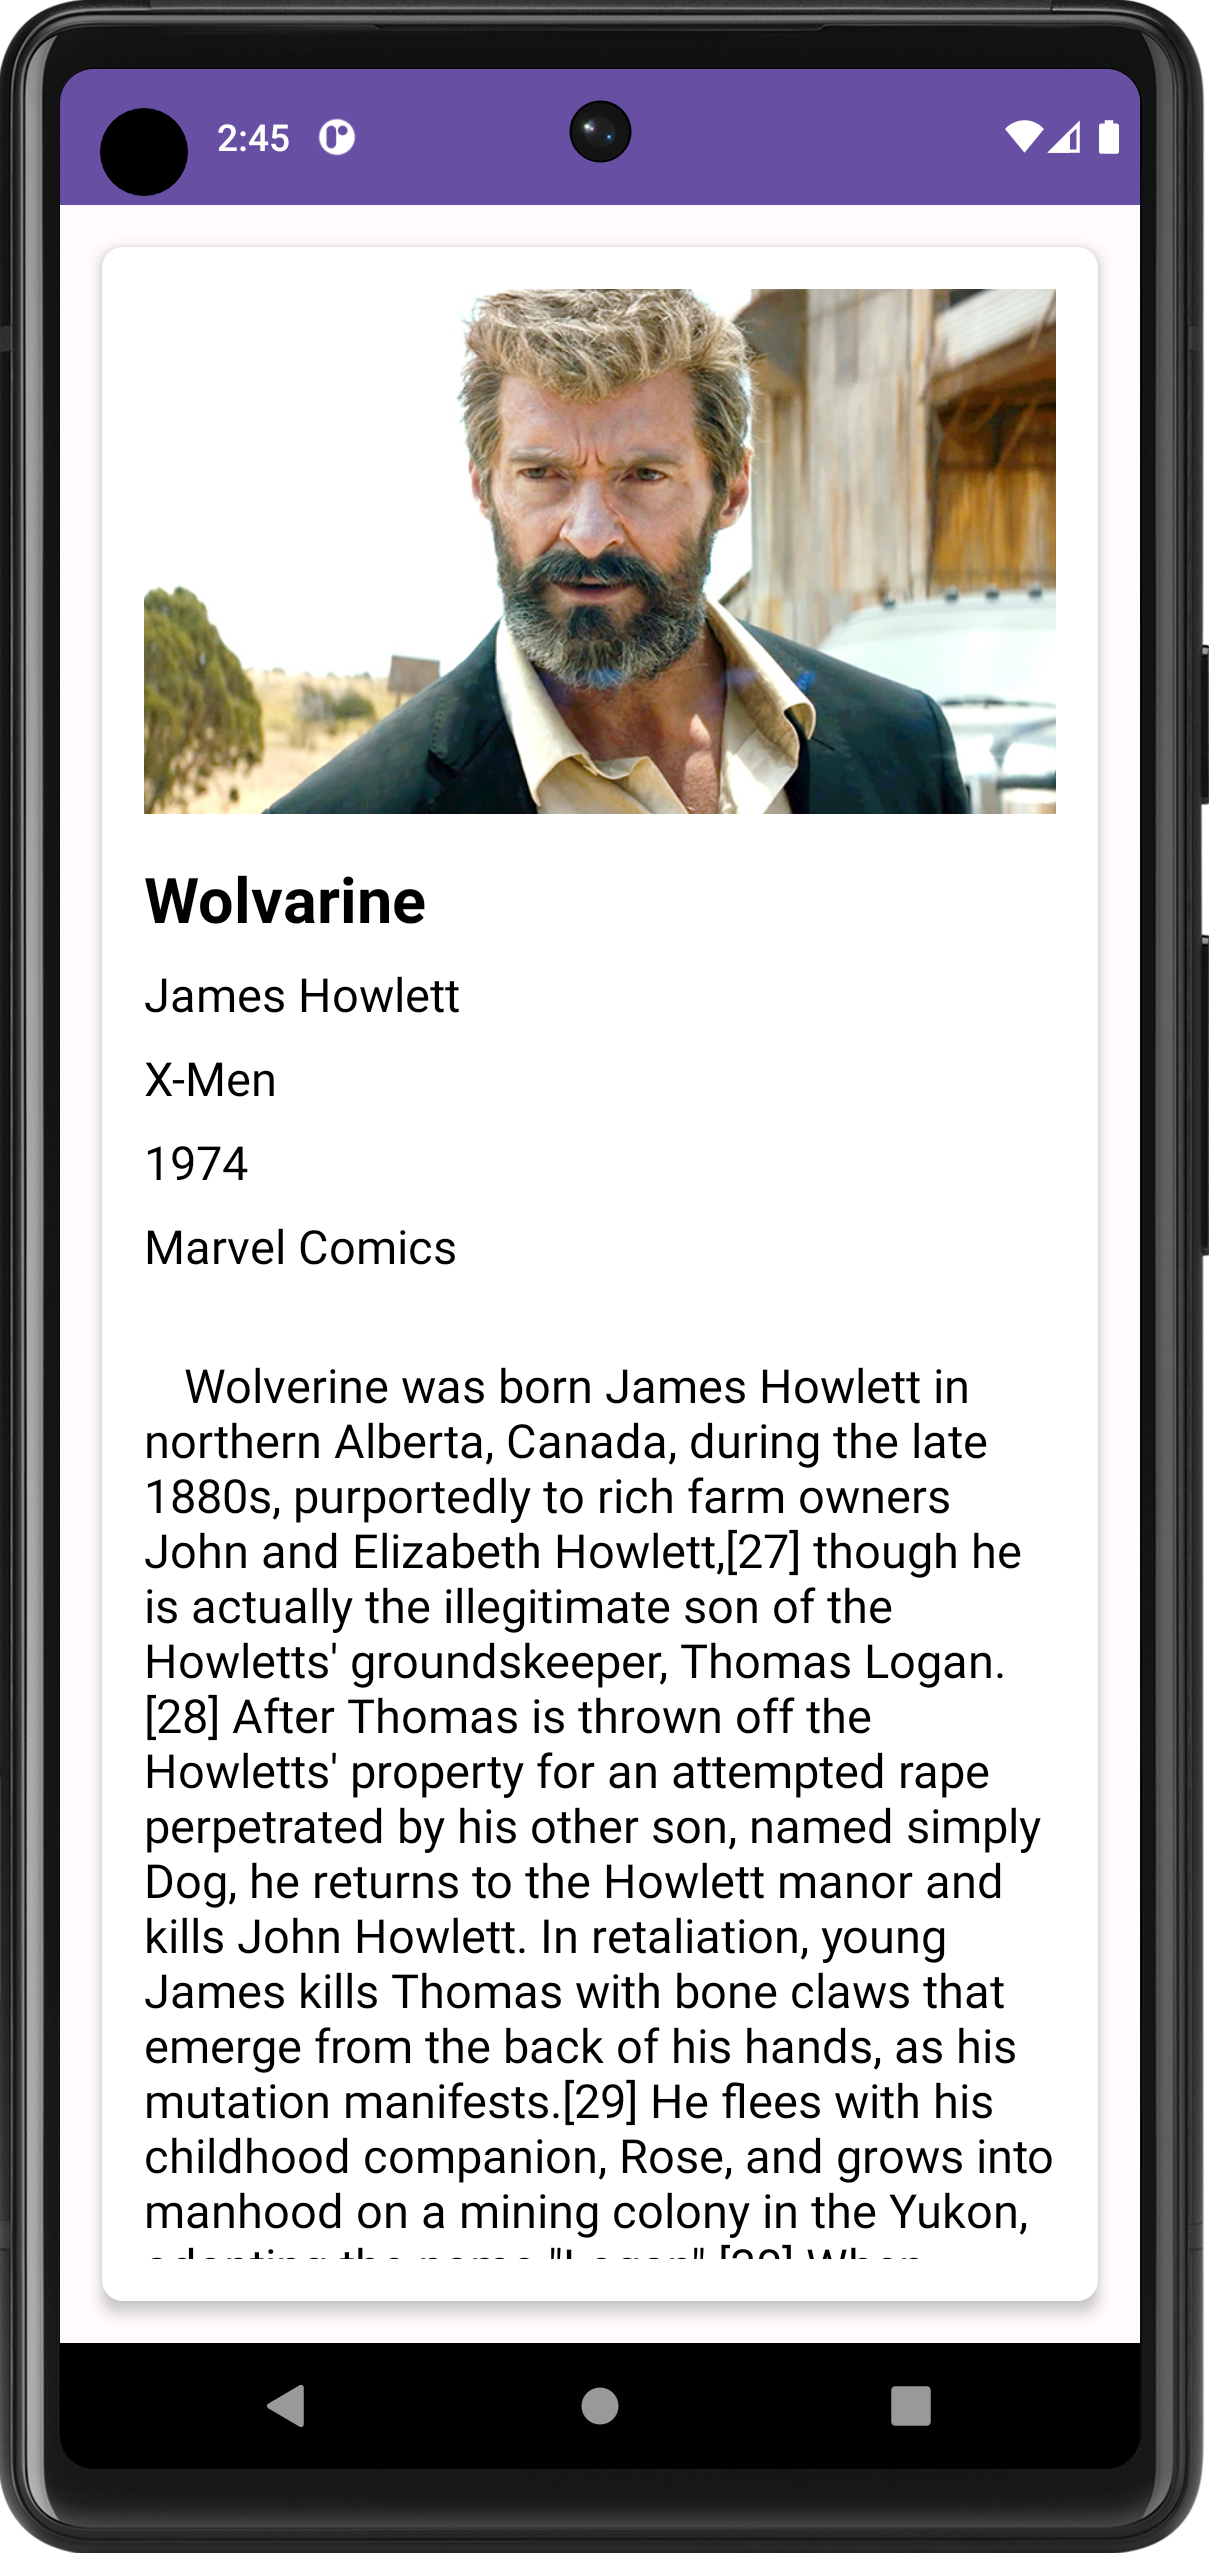 2:45
Wolvarine
James Howlett
X-Men
1974
Marvel Comics
Wolverine was born James Howlett in
northern Alberta, Canada, during the late
1880s, purportedly to rich farm owners
John and Elizabeth Howlett,[27] though he
is actually the illegitimate son of the
Howletts' groundskeeper, Thomas Logan.
[28] After Thomas is thrown off the
Howletts' property for an attempted rape
perpetrated by his other son, named simply
Dog, he returns to the Howlett manor and
kills John Howlett. In retaliation, young
James kills Thomas with bone claws that
emerge from the back of his hands, as his
mutation manifests.[29] He flees with his
childhood companion, Rose, and grows into
manhood on a mining colony in the Yukon,